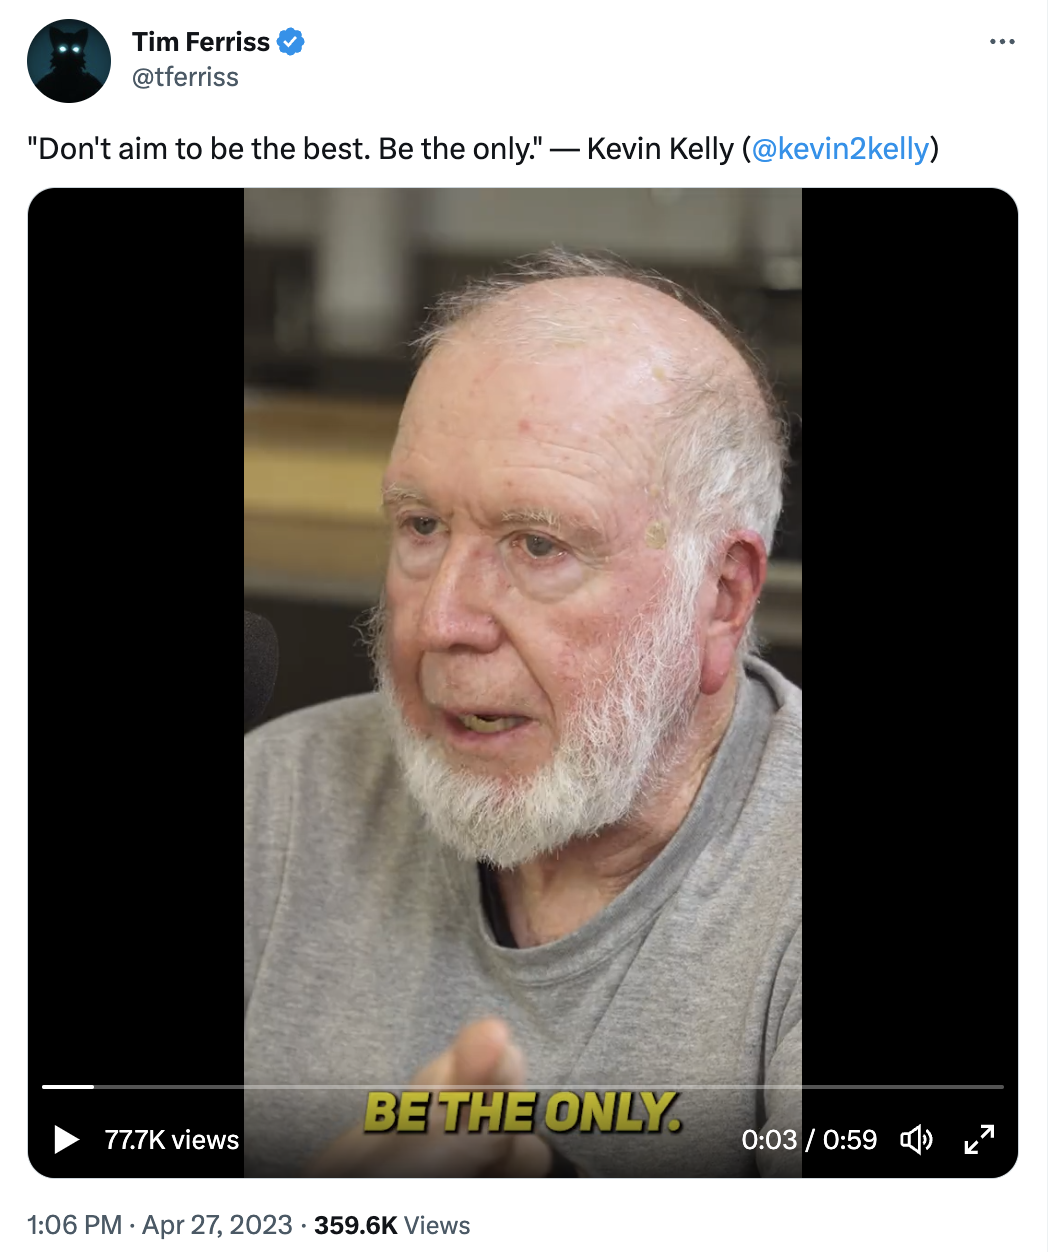 Tim Ferriss
@tferriss
"Don't aim to be the best. Be the only." — Kevin Kelly (@kevin2kelly)
BE THE ONLY.
77.7K views
0:03 / 0:59
1:06 PM · Apr 27, 2023 · 359.6K Views